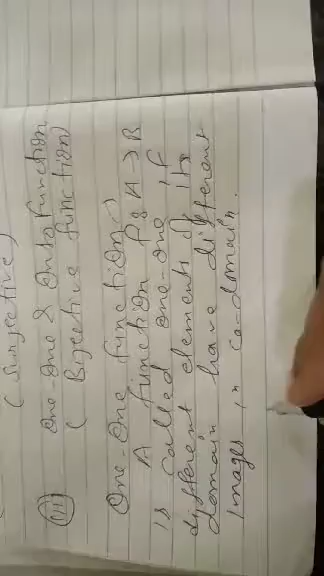 (Surjective)
(iii) One-One & Onto Function
( Bijective function)
One-One function →
A function f: A → B
is called one-one if
different elements of its
domain have different
images in co-domain.